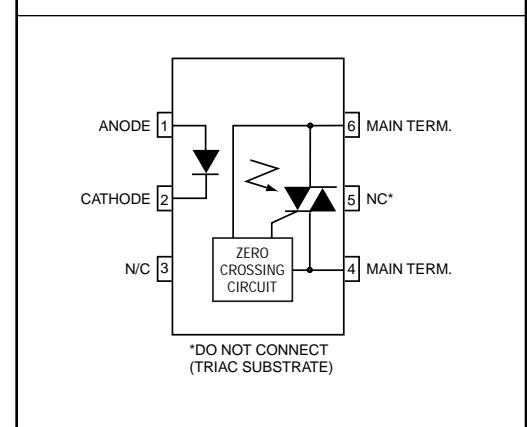 ANODE 1
6 MAIN TERM.
CATHODE 2
5 NC*
N/C 3
ZERO
CROSSING
CIRCUIT
4 MAIN TERM.
*DO NOT CONNECT
(TRIAC SUBSTRATE)